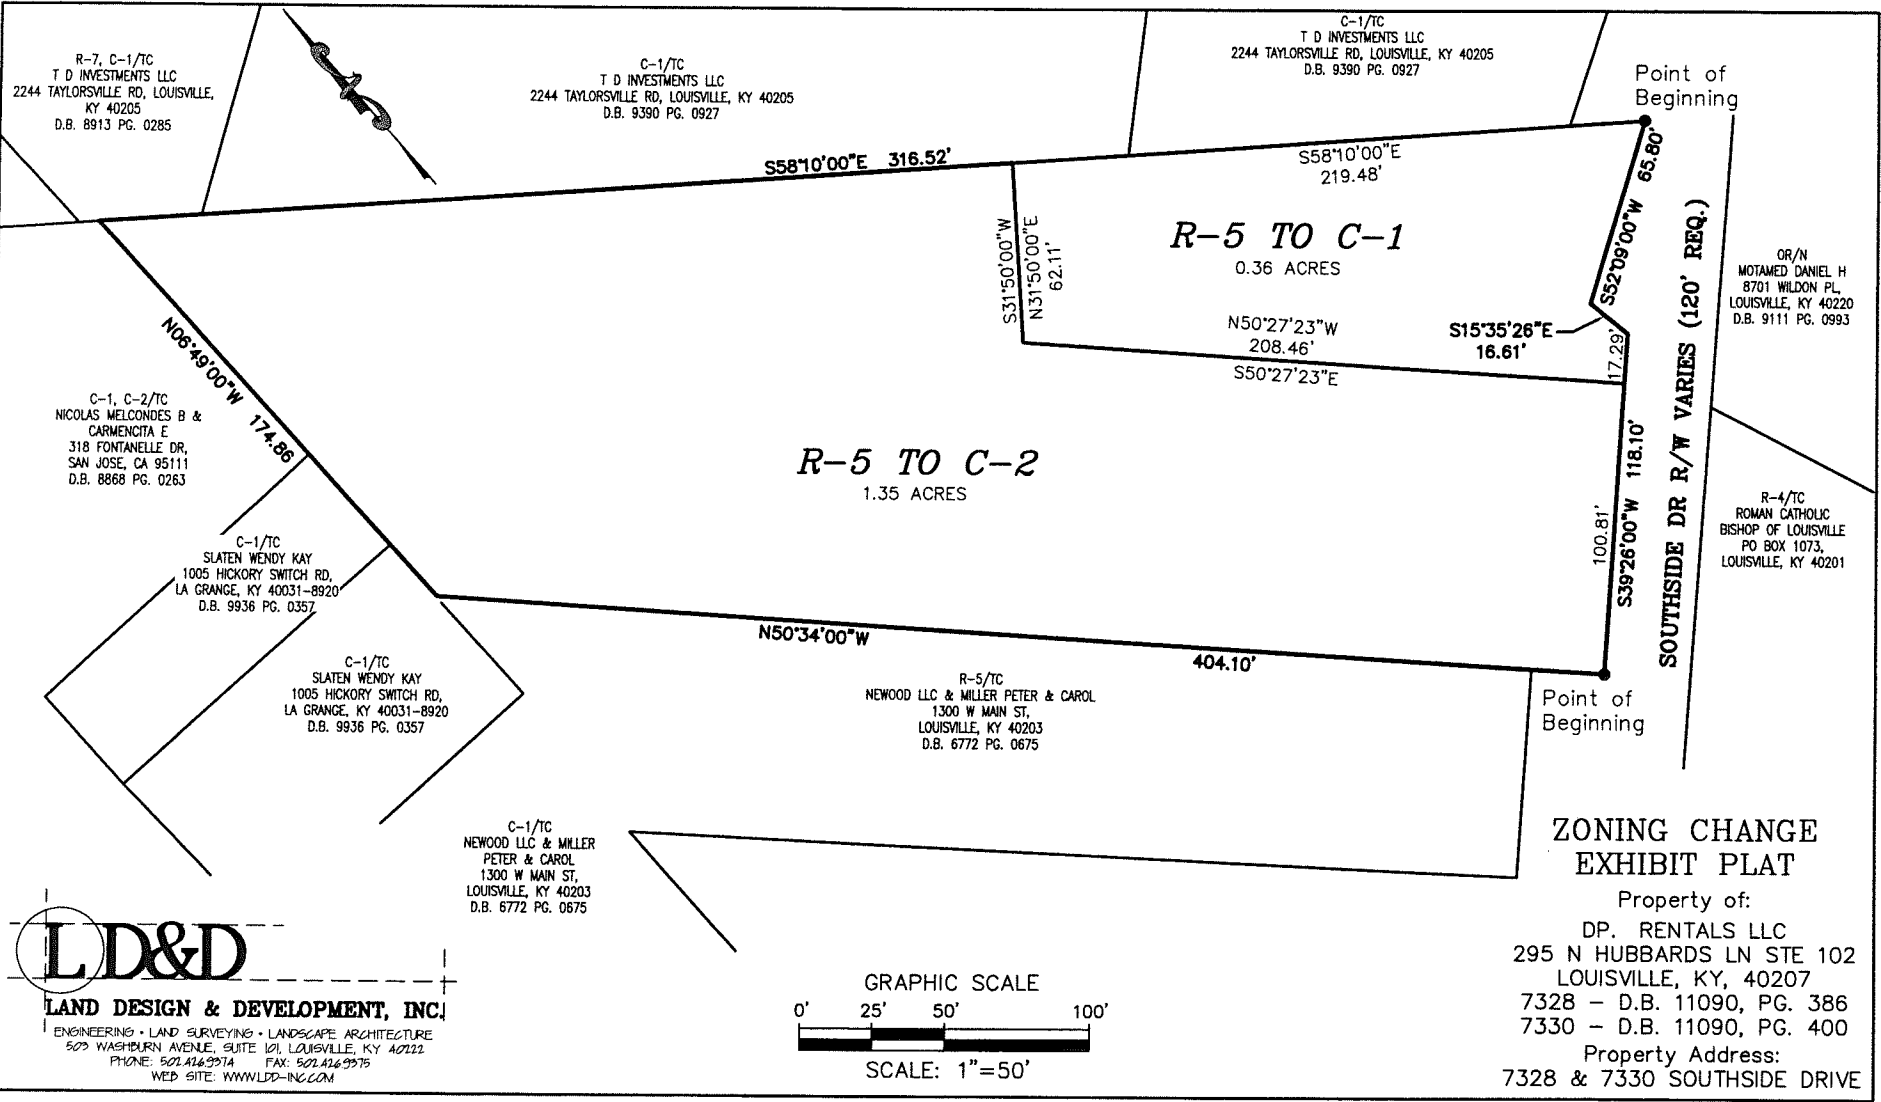 R-7, C-1/TC
T D INVESTMENTS LLC
2244 TAYLORSVILLE RD, LOUISVILLE,
KY 40205
D.B. 8913 PG. 0285
C-1/TC
T D INVESTMENTS LLC
2244 TAYLORSVILLE RD, LOUISVILLE, KY 40205
D.B. 9390 PG. 0927
C-1/TC
T D INVESTMENTS LLC
2244 TAYLORSVILLE RD, LOUISVILLE, KY 40205
D.B. 9390 PG. 0927
Point of
Beginning
S58°10'00"E 316.52'
S58°10'00"E
219.48'
S52°09'00"W 65.80'
S31°50'00"W
N31°50'00"E
62.11'
R-5 TO C-1
0.36 ACRES
N50°27'23"W
208.46'
S50°27'23"E
S15°35'26"E
16.61'
17.29'
SOUTHSIDE DR R/W VARIES (120' REQ.)
OR/N
MOTAMED DANIEL H
8701 WILDON PL,
LOUISVILLE, KY 40220
D.B. 9111 PG. 0993
N06°49'00"W 174.86
C-1, C-2/TC
NICOLAS MELCONDES B &
CARMENCITA E
318 FONTANELLE DR,
SAN JOSE, CA 95111
D.B. 8868 PG. 0263
R-5 TO C-2
1.35 ACRES
100.81'
S39°26'00"W 118.10'
R-4/TC
ROMAN CATHOLIC
BISHOP OF LOUISVILLE
PO BOX 1073,
LOUISVILLE, KY 40201
C-1/TC
SLATEN WENDY KAY
1005 HICKORY SWITCH RD,
LA GRANGE, KY 40031-8920
D.B. 9936 PG. 0357
N50°34'00"W 404.10'
C-1/TC
SLATEN WENDY KAY
1005 HICKORY SWITCH RD,
LA GRANGE, KY 40031-8920
D.B. 9936 PG. 0357
R-5/TC
NEWOOD LLC & MILLER PETER & CAROL
1300 W MAIN ST,
LOUISVILLE, KY 40203
D.B. 6772 PG. 0675
Point of
Beginning
C-1/TC
NEWOOD LLC & MILLER
PETER & CAROL
1300 W MAIN ST,
LOUISVILLE, KY 40203
D.B. 6772 PG. 0675
ZONING CHANGE
EXHIBIT PLAT
Property of:
DP. RENTALS LLC
295 N HUBBARDS LN STE 102
LOUISVILLE, KY, 40207
7328 - D.B. 11090, PG. 386
7330 - D.B. 11090, PG. 400
Property Address:
7328 & 7330 SOUTHSIDE DRIVE
LD&D
LAND DESIGN & DEVELOPMENT, INC.
ENGINEERING • LAND SURVEYING • LANDSCAPE ARCHITECTURE
503 WASHBURN AVENUE, SUITE 101, LOUISVILLE, KY 40222
PHONE: 502.426.9374 FAX: 502.426.9375
WEB SITE: WWW.LDD-INC.COM
GRAPHIC SCALE
0' 25' 50' 100'
SCALE: 1"=50'